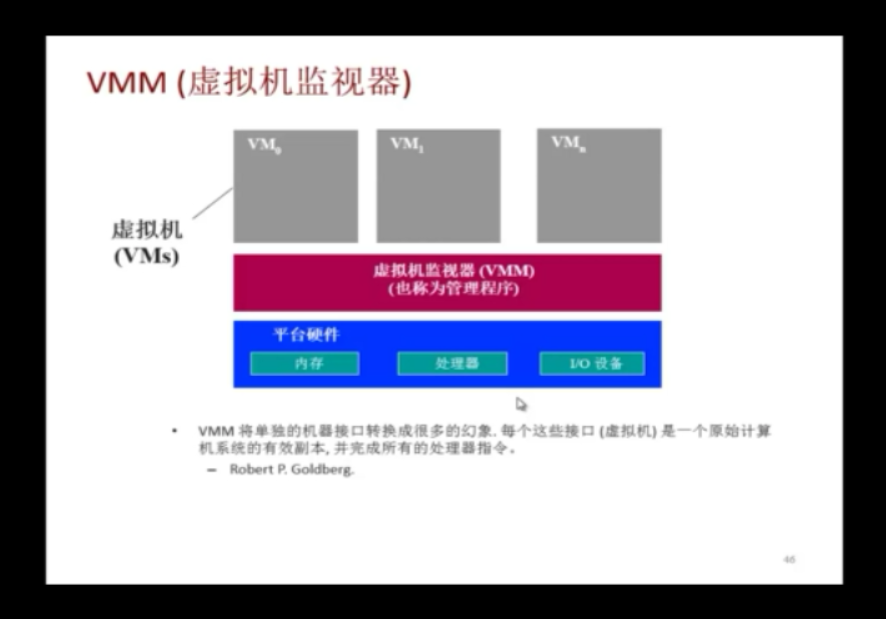 VMM (虚拟机监视器)
VM0
VM1
VMn
虚拟机
(VMs)
虚拟机监视器 (VMM)
(也称为管理程序)
平台硬件
内存
处理器
I/O 设备
• VMM 将单独的机器接口转换成很多的幻象. 每个这些接口 (虚拟机) 是一个原始计算
机系统的有效副本, 并完成所有的处理器指令。
– Robert P. Goldberg.
46